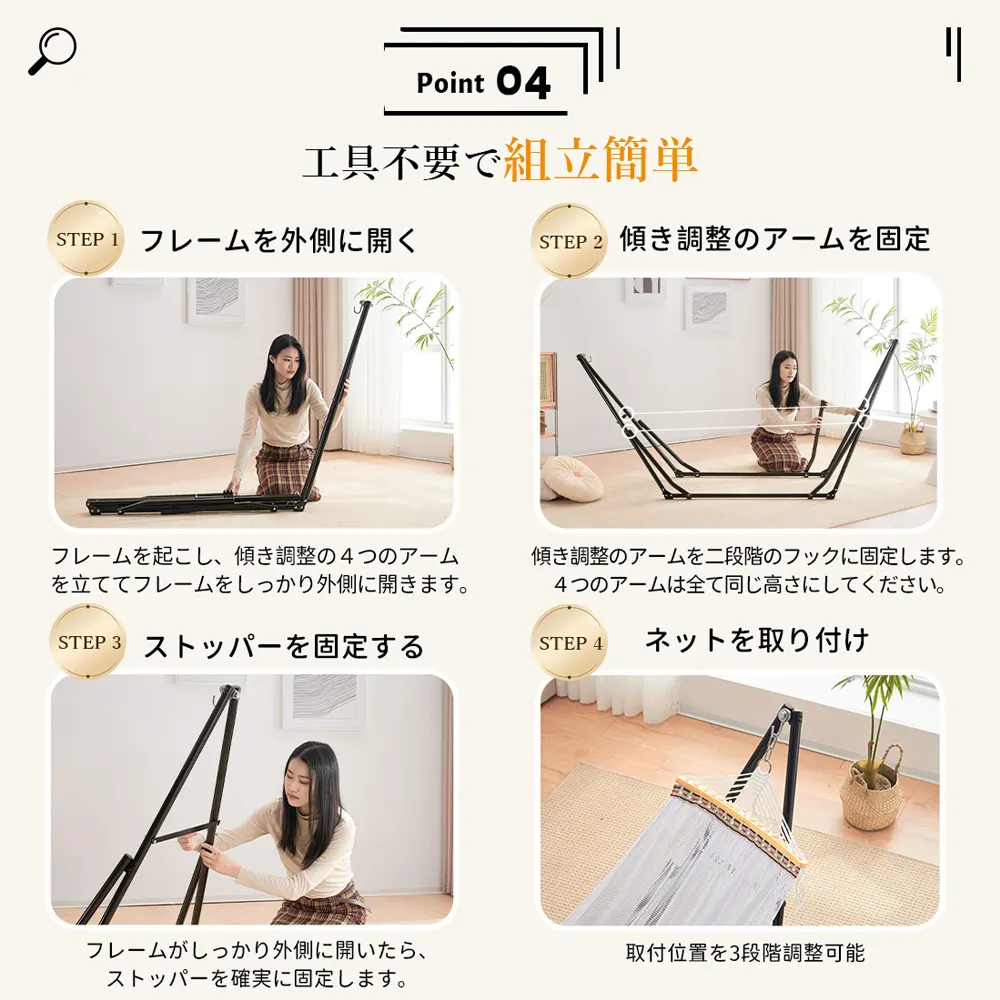 Point 04
工具不要で組立簡単
STEP 1
フレームを外側に開く
STEP 2
傾き調整のアームを固定
フレームを起こし、傾き調整の４つのアーム
を立ててフレームをしっかり外側に開きます。
傾き調整のアームを二段階のフックに固定します。
４つのアームは全て同じ高さにしてください。
STEP 3
ストッパーを固定する
STEP 4
ネットを取り付け
フレームがしっかり外側に開いたら、
ストッパーを確実に固定します。
取付位置を3段階調整可能